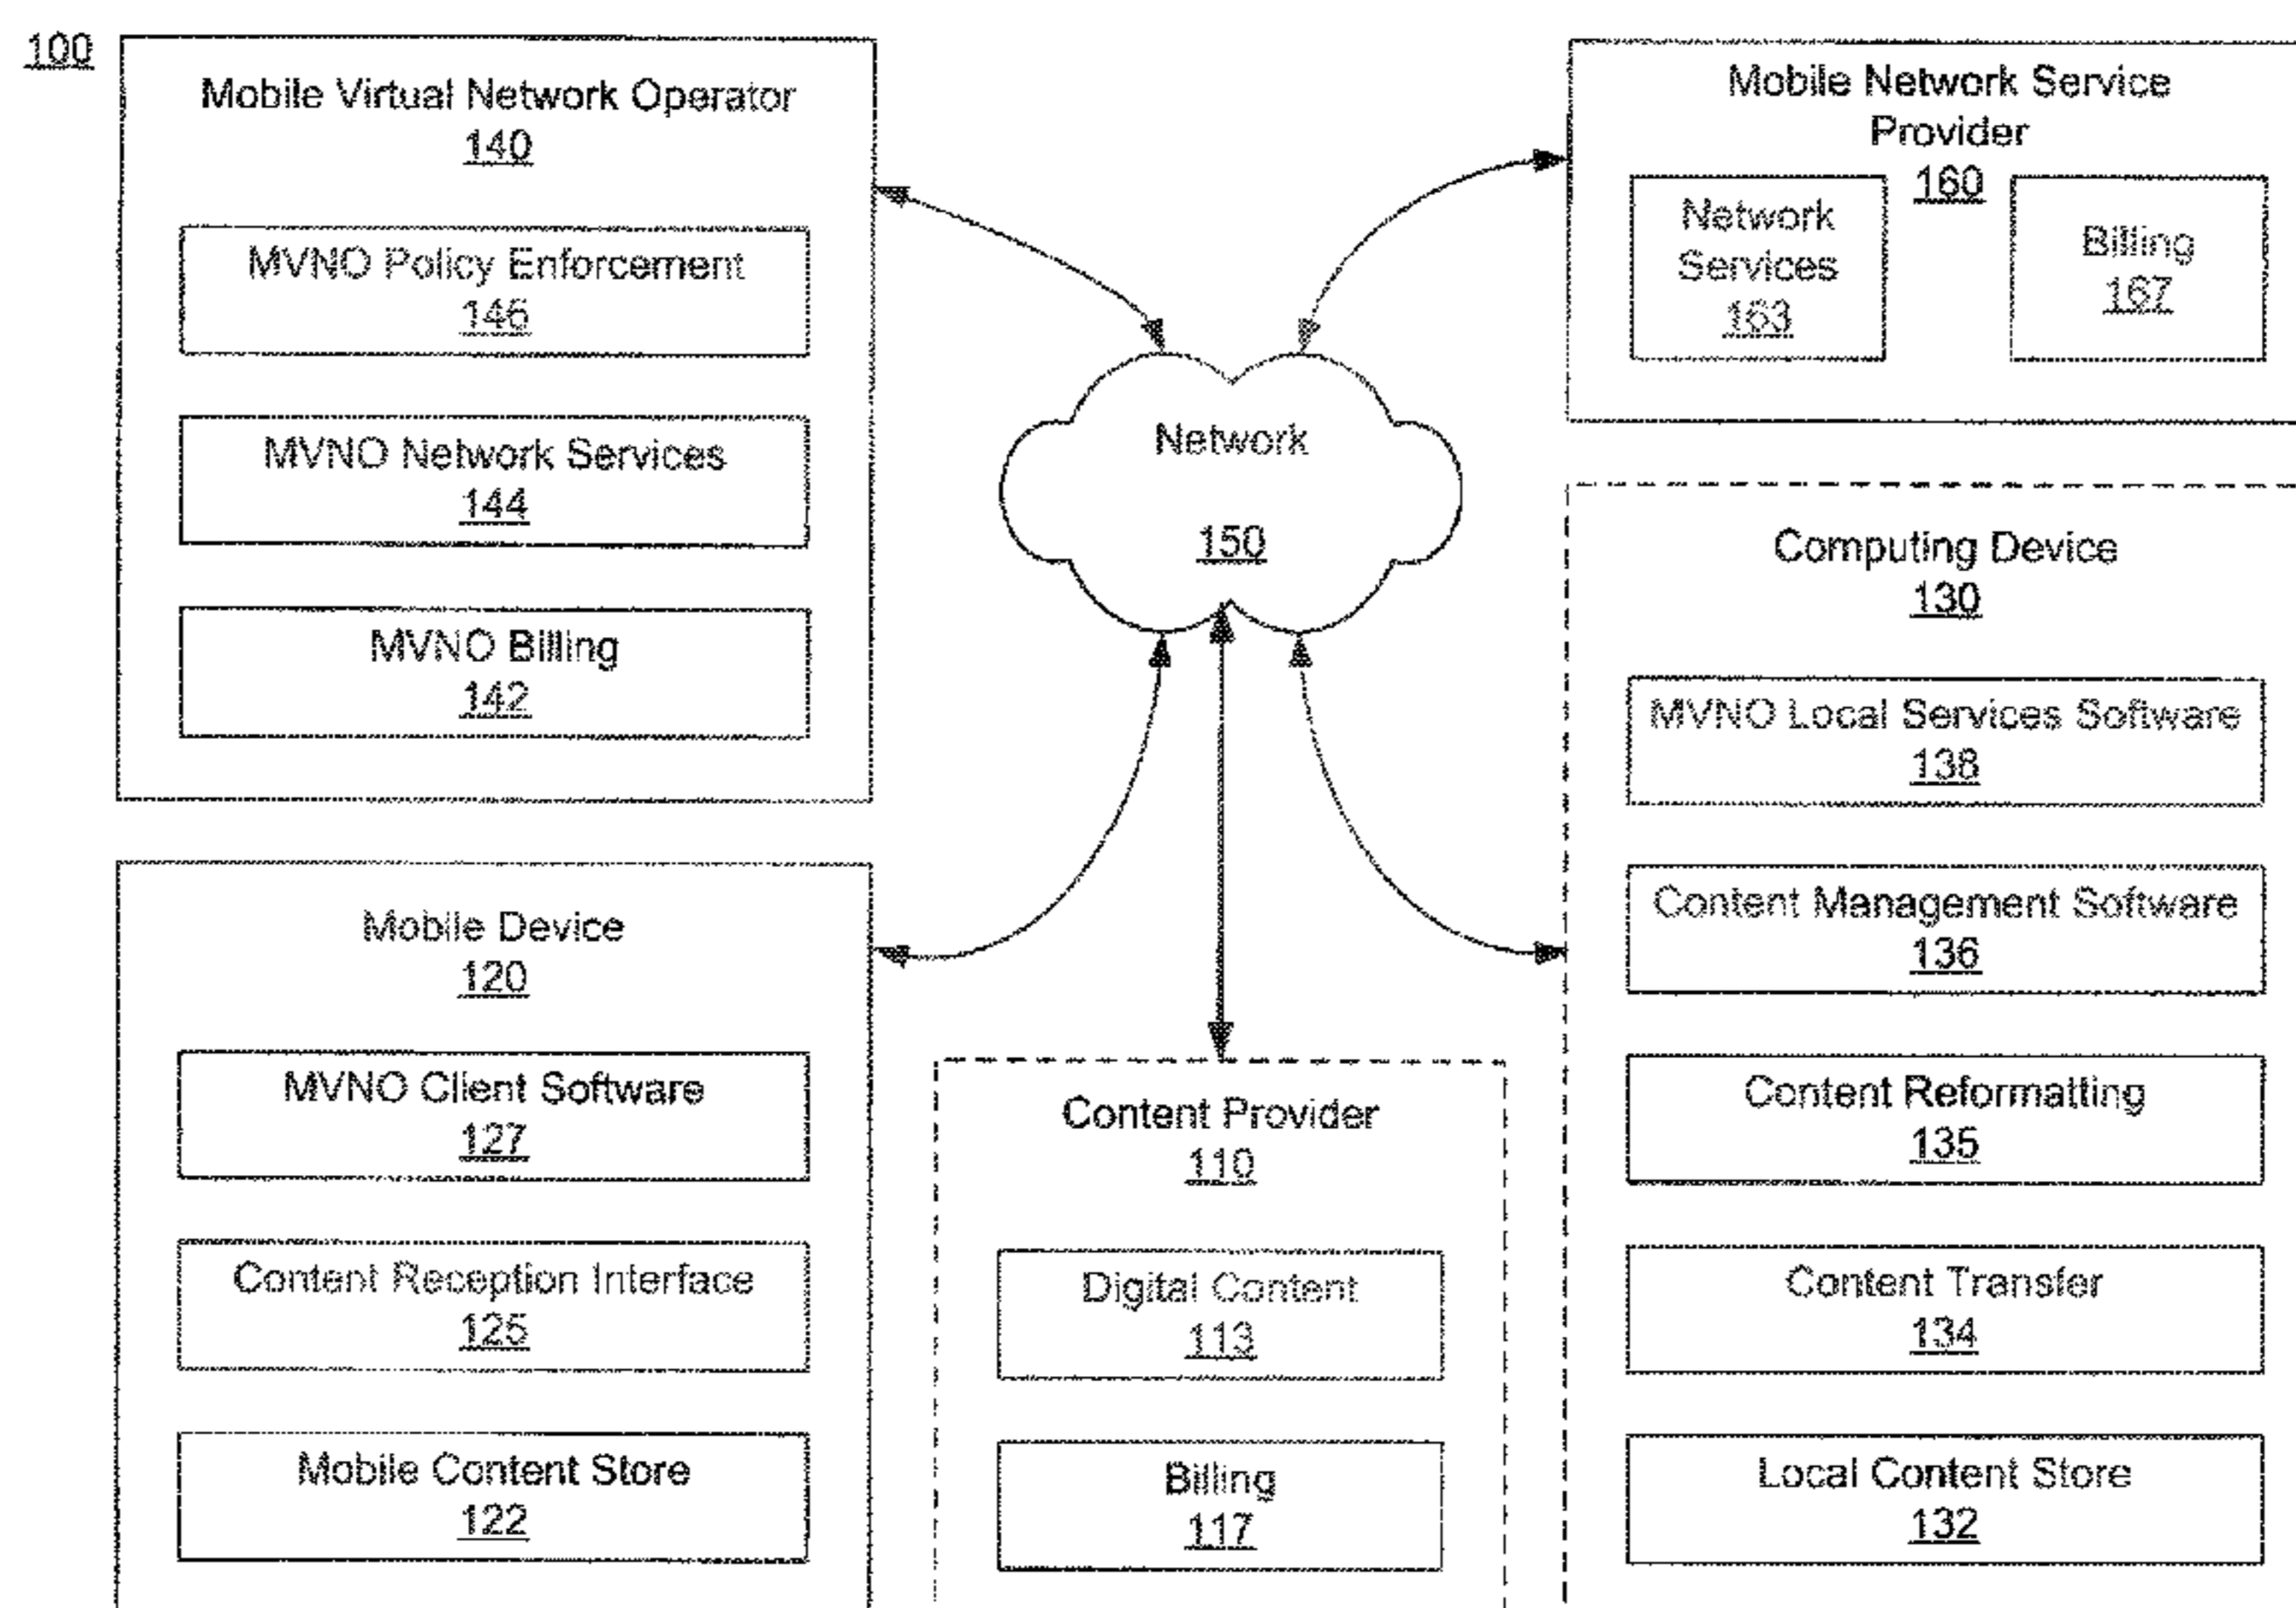 100
Mobile Virtual Network Operator
140
MVNO Policy Enforcement
146
MVNO Network Services
144
MVNO Billing
142
Mobile Network Service
Provider
160
Network
Services
163
Billing
167
Network
150
Computing Device
130
MVNO Local Services Software
138
Content Management Software
136
Content Reformatting
135
Content Transfer
134
Local Content Store
132
Mobile Device
120
MVNO Client Software
127
Content Reception Interface
125
Mobile Content Store
122
Content Provider
110
Digital Content
113
Billing
117